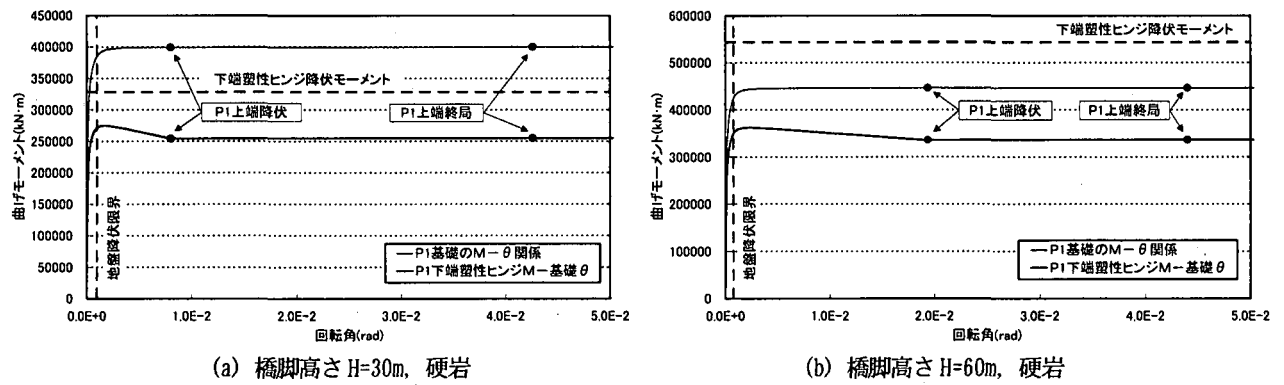 450000
400000
350000
300000
250000
200000
150000
100000
50000
0
曲げモーメント(kN·m)
下端塑性ヒンジ降伏モーメント
P1上端降伏
P1上端終局
地盤降伏限界
P1基礎のM−θ関係
P1下端塑性ヒンジM−基礎θ
0.0E+0 1.0E-2 2.0E-2 3.0E-2 4.0E-2 5.0E-2
回転角(rad)
(a) 橋脚高さ H=30m, 硬岩
600000
500000
400000
300000
200000
100000
0
曲げモーメント(kN·m)
下端塑性ヒンジ降伏モーメント
P1上端降伏
P1上端終局
地盤降伏限界
P1基礎のM−θ関係
P1下端塑性ヒンジM−基礎θ
0.0E+0 1.0E-2 2.0E-2 3.0E-2 4.0E-2 5.0E-2
回転角(rad)
(b) 橋脚高さ H=60m, 硬岩